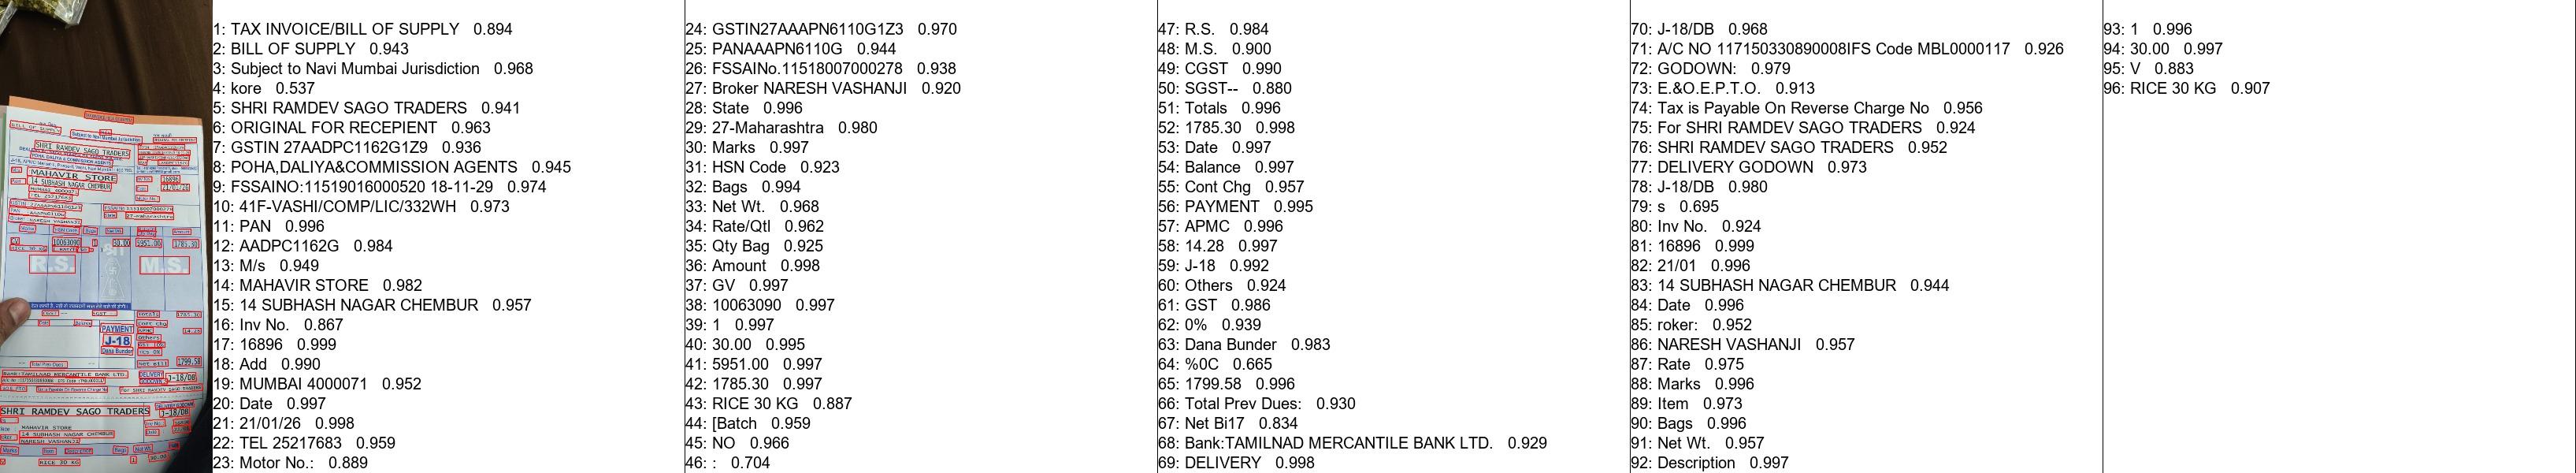 1: TAX INVOICE/BILL OF SUPPLY 0.894
2: BILL OF SUPPLY 0.943
3: Subject to Navi Mumbai Jurisdiction 0.968
4: kore 0.537
5: SHRI RAMDEV SAGO TRADERS 0.941
6: ORIGINAL FOR RECEPIENT 0.963
7: GSTIN 27AADPC1162G1Z9 0.936
8: POHA,DALIYA&COMMISSION AGENTS 0.945
9: FSSAINO:11519016000520 18-11-29 0.974
10: 41F-VASHI/COMP/LIC/332WH 0.973
11: PAN 0.996
12: AADPC1162G 0.984
13: M/s 0.949
14: MAHAVIR STORE 0.982
15: 14 SUBHASH NAGAR CHEMBUR 0.957
16: Inv No. 0.867
17: 16896 0.999
18: Add 0.990
19: MUMBAI 4000071 0.952
20: Date 0.997
21: 21/01/26 0.998
22: TEL 25217683 0.959
23: Motor No.: 0.889
24: GSTIN27AAAPN6110G1Z3 0.970
25: PANAAAPN6110G 0.944
26: FSSAINo.11518007000278 0.938
27: Broker NARESH VASHANJI 0.920
28: State 0.996
29: 27-Maharashtra 0.980
30: Marks 0.997
31: HSN Code 0.923
32: Bags 0.994
33: Net Wt. 0.968
34: Rate/Qtl 0.962
35: Qty Bag 0.925
36: Amount 0.998
37: GV 0.997
38: 10063090 0.997
39: 1 0.997
40: 30.00 0.995
41: 5951.00 0.997
42: 1785.30 0.997
43: RICE 30 KG 0.887
44: [Batch 0.959
45: NO 0.966
46: : 0.704
47: R.S. 0.984
48: M.S. 0.900
49: CGST 0.990
50: SGST-- 0.880
51: Totals 0.996
52: 1785.30 0.998
53: Date 0.997
54: Balance 0.997
55: Cont Chg 0.957
56: PAYMENT 0.995
57: APMC 0.996
58: 14.28 0.997
59: J-18 0.992
60: Others 0.924
61: GST 0.986
62: 0% 0.939
63: Dana Bunder 0.983
64: %0C 0.665
65: 1799.58 0.996
66: Total Prev Dues: 0.930
67: Net Bi17 0.834
68: Bank:TAMILNAD MERCANTILE BANK LTD. 0.929
69: DELIVERY 0.998
70: J-18/DB 0.968
71: A/C NO 117150330890008IFS Code MBL0000117 0.926
72: GODOWN: 0.979
73: E.&O.E.P.T.O. 0.913
74: Tax is Payable On Reverse Charge No 0.956
75: For SHRI RAMDEV SAGO TRADERS 0.924
76: SHRI RAMDEV SAGO TRADERS 0.952
77: DELIVERY GODOWN 0.973
78: J-18/DB 0.980
79: s 0.695
80: Inv No. 0.924
81: 16896 0.999
82: 21/01 0.996
83: 14 SUBHASH NAGAR CHEMBUR 0.944
84: Date 0.996
85: roker: 0.952
86: NARESH VASHANJI 0.957
87: Rate 0.975
88: Marks 0.996
89: Item 0.973
90: Bags 0.996
91: Net Wt. 0.957
92: Description 0.997
93: 1 0.996
94: 30.00 0.997
95: V 0.883
96: RICE 30 KG 0.907